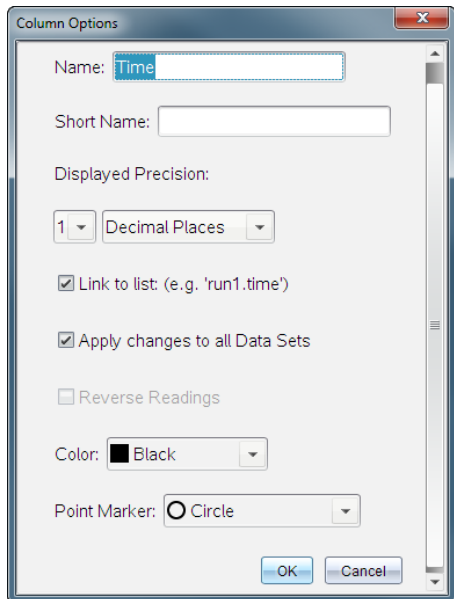 Column Options
Name: Time
Short Name:
Displayed Precision:
1 Decimal Places
Link to list: (e.g. 'run1.time')
Apply changes to all Data Sets
Reverse Readings
Color: Black
Point Marker: Circle
OK Cancel